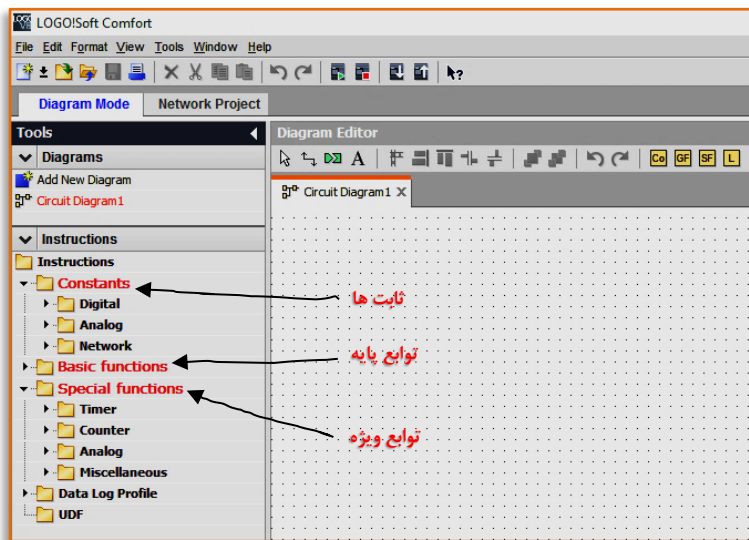 LOGO!Soft Comfort
File Edit Format View Tools Window Help
Diagram Mode Network Project
Tools
Diagram Editor
Diagrams
A
Co GF SF L
Add New Diagram
Circuit Diagram1
Circuit Diagram1
Instructions
Instructions
Constants
ثابت ها
Digital
Analog
Network
توابع پایه
Basic functions
Special functions
Timer
Counter
توابع ویژه
Analog
Miscellaneous
Data Log Profile
UDF